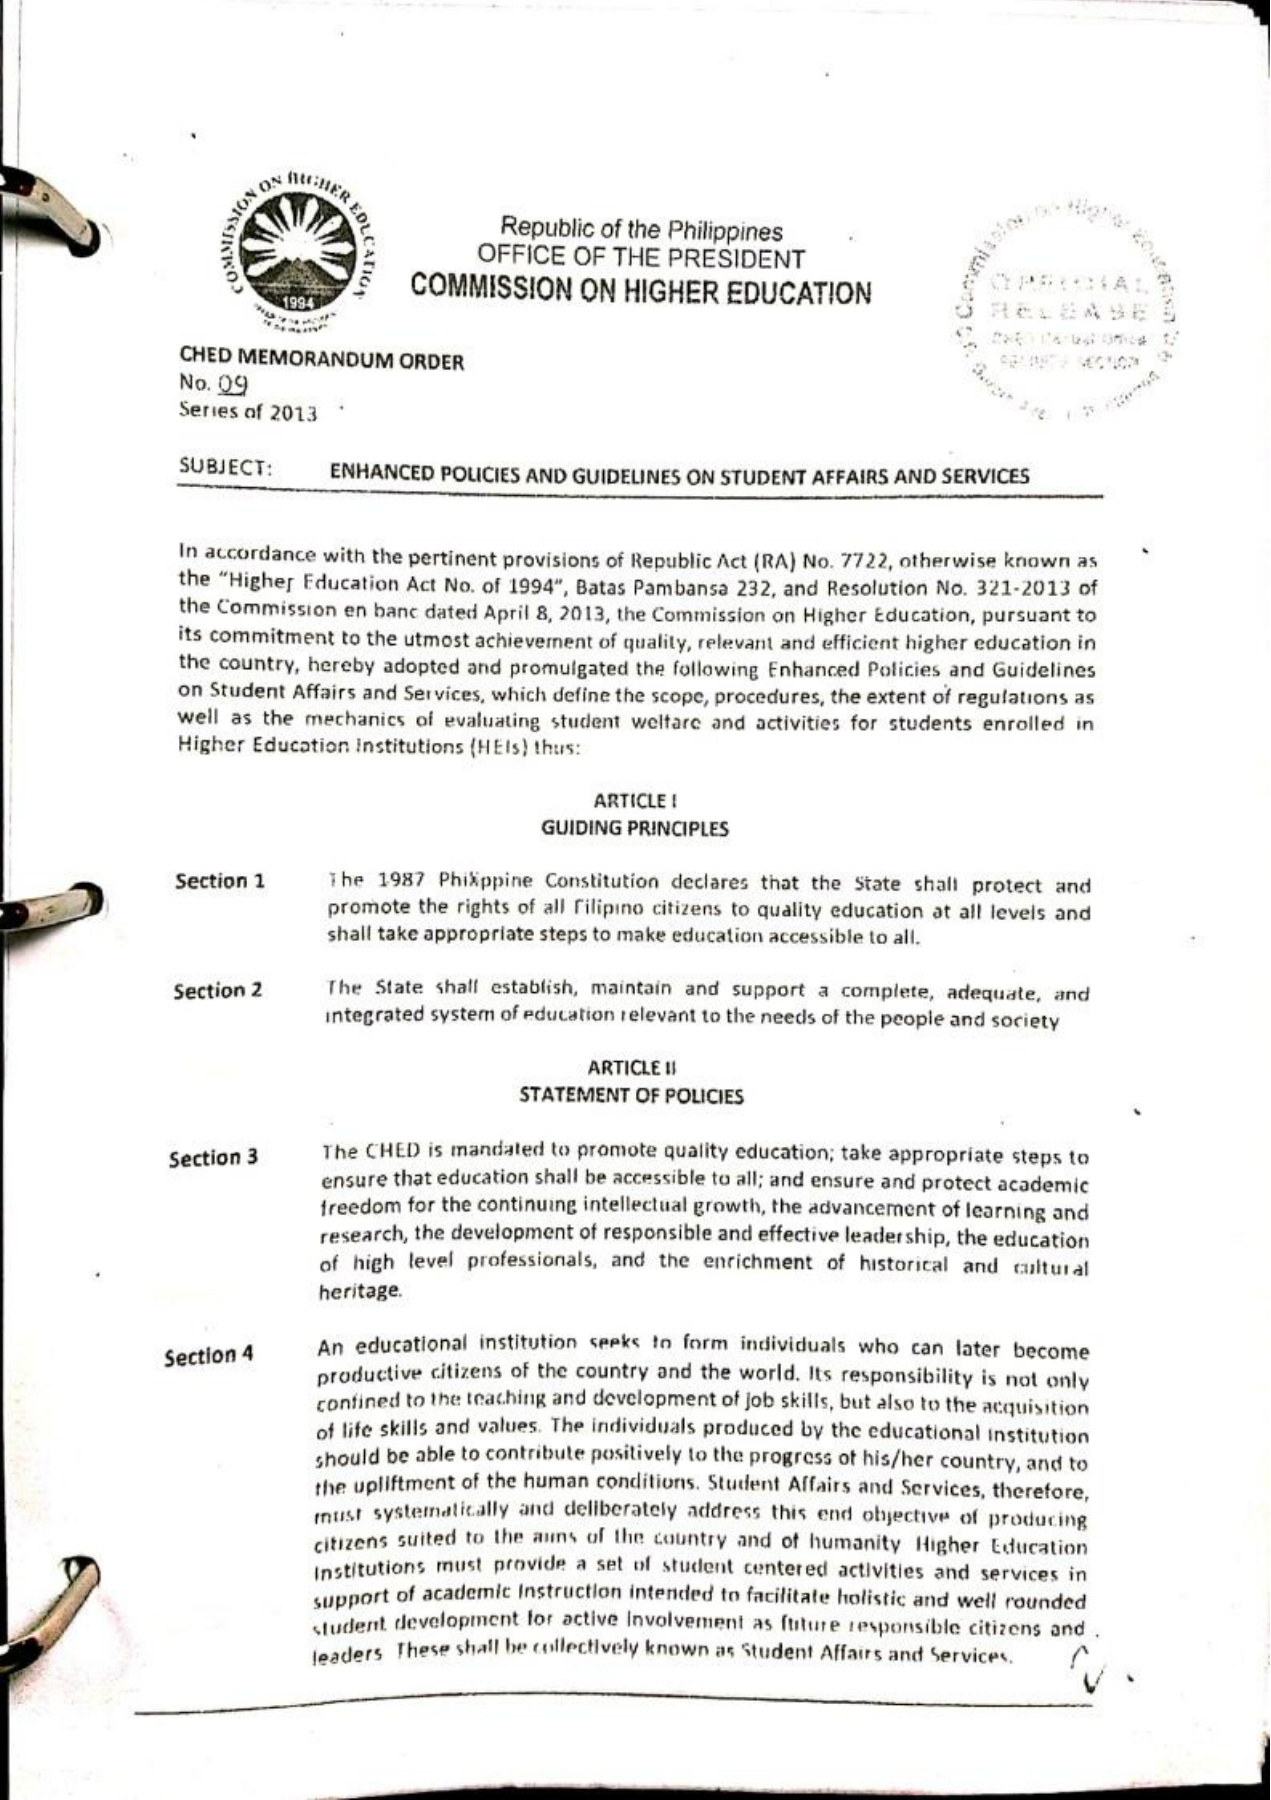 COMMISSION ON HIGHER EDUCATION
1994
Republic of the Philippines
OFFICE OF THE PRESIDENT
COMMISSION ON HIGHER EDUCATION
OFFICIAL
RELEASE
CHED Central Office
RECORDS SECTION
CHED MEMORANDUM ORDER
No. 09
Series of 2013
SUBJECT: ENHANCED POLICIES AND GUIDELINES ON STUDENT AFFAIRS AND SERVICES
In accordance with the pertinent provisions of Republic Act (RA) No. 7722, otherwise known as
the "Higher Education Act No. of 1994", Batas Pambansa 232, and Resolution No. 321-2013 of
the Commission en banc dated April 8, 2013, the Commission on Higher Education, pursuant to
its commitment to the utmost achievement of quality, relevant and efficient higher education in
the country, hereby adopted and promulgated the following Enhanced Policies and Guidelines
on Student Affairs and Services, which define the scope, procedures, the extent of regulations as
well as the mechanics of evaluating student welfare and activities for students enrolled in
Higher Education Institutions (HEIs) thus:
ARTICLE I
GUIDING PRINCIPLES
Section 1 The 1987 Philippine Constitution declares that the State shall protect and
promote the rights of all Filipino citizens to quality education at all levels and
shall take appropriate steps to make education accessible to all.
Section 2 The State shall establish, maintain and support a complete, adequate, and
integrated system of education relevant to the needs of the people and society
ARTICLE II
STATEMENT OF POLICIES
Section 3 The CHED is mandated to promote quality education; take appropriate steps to
ensure that education shall be accessible to all; and ensure and protect academic
freedom for the continuing intellectual growth, the advancement of learning and
research, the development of responsible and effective leadership, the education
of high level professionals, and the enrichment of historical and cultural
heritage.
Section 4 An educational institution seeks to form individuals who can later become
productive citizens of the country and the world. Its responsibility is not only
confined to the teaching and development of job skills, but also to the acquisition
of life skills and values. The individuals produced by the educational institution
should be able to contribute positively to the progress of his/her country, and to
the upliftment of the human conditions. Student Affairs and Services, therefore,
must systematically and deliberately address this end objective of producing
citizens suited to the aims of the country and of humanity Higher Education
Institutions must provide a set of student centered activities and services in
support of academic instruction intended to facilitate holistic and well rounded
student development for active involvement as future responsible citizens and
leaders These shall be collectively known as Student Affairs and Services.